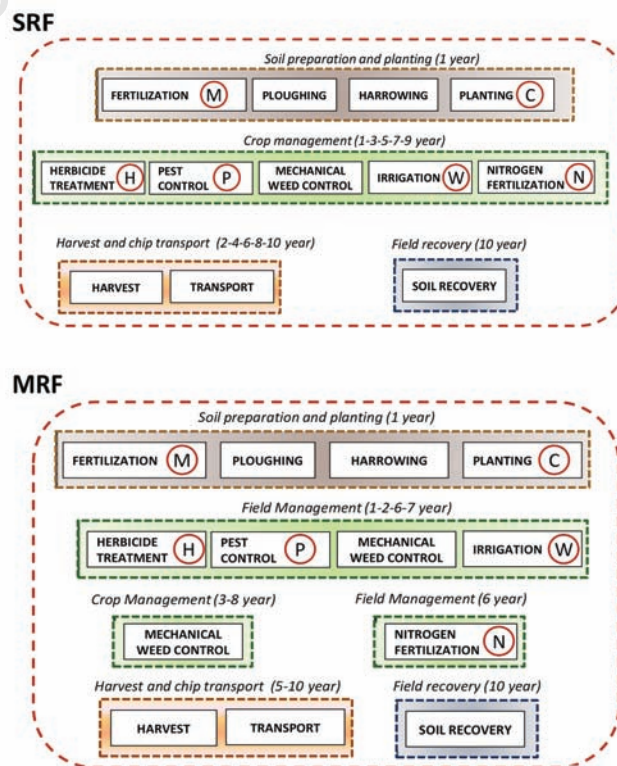 SRF
Soil preparation and planting (1 year)
FERTILIZATION M PLOUGHING HARROWING PLANTING C
Crop management (1-3-5-7-9 year)
HERBICIDE TREATMENT H PEST CONTROL P MECHANICAL WEED CONTROL IRRIGATION W NITROGEN FERTILIZATION N
Harvest and chip transport (2-4-6-8-10 year)
HARVEST TRANSPORT
Field recovery (10 year)
SOIL RECOVERY
MRF
Soil preparation and planting (1 year)
FERTILIZATION M PLOUGHING HARROWING PLANTING C
Field Management (1-2-6-7 year)
HERBICIDE TREATMENT H PEST CONTROL P MECHANICAL WEED CONTROL IRRIGATION W
Crop Management (3-8 year)
MECHANICAL
WEED CONTROL
Field Management (6 year)
NITROGEN
FERTILIZATION N
Harvest and chip transport (5-10 year)
HARVEST TRANSPORT
Field recovery (10 year)
SOIL RECOVERY